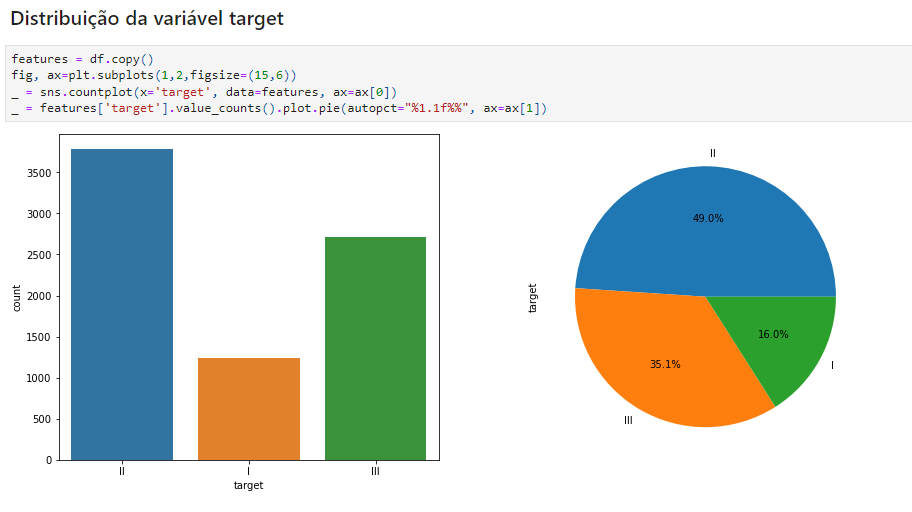 Distribuição da variável target
features = df.copy()
fig, ax=plt.subplots(1,2,figsize=(15,6))
_ = sns.countplot(x='target', data=features, ax=ax[0])
_ = features['target'].value_counts().plot.pie(autopct="%1.1f%%", ax=ax[1])
3500
3000
2500
2000
1500
1000
500
0
count
II
I
III
target
II
49.0%
target
16.0%
35.1%
I
III